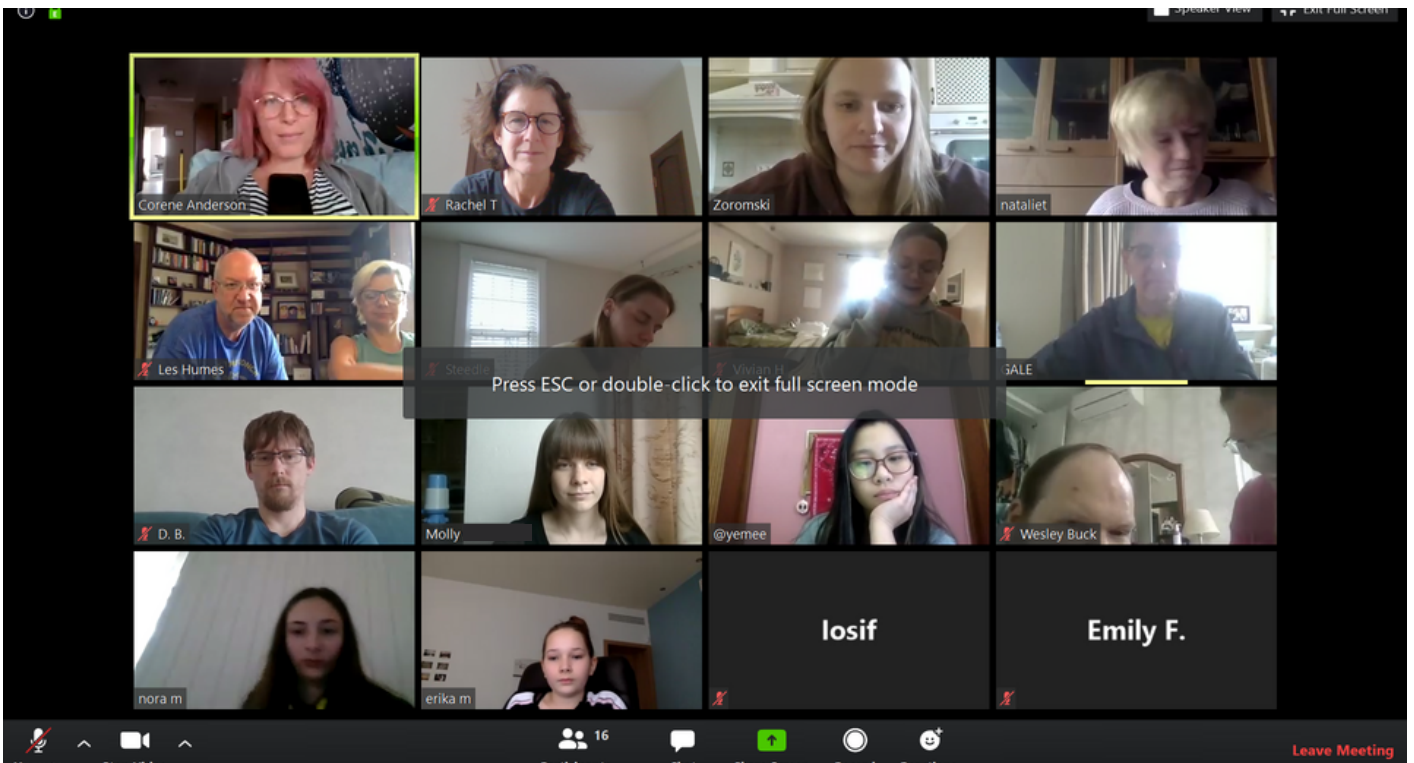 Speaker View Exit Full Screen
Corene Anderson
Rachel T
Zoromski
nataliet
Les Humes
Steedle
Vivian H
GALE
Press ESC or double-click to exit full screen mode
D. B.
Molly
@yemee
Wesley Buck
nora m
erika m
Iosif
Emily F.
16
Leave Meeting